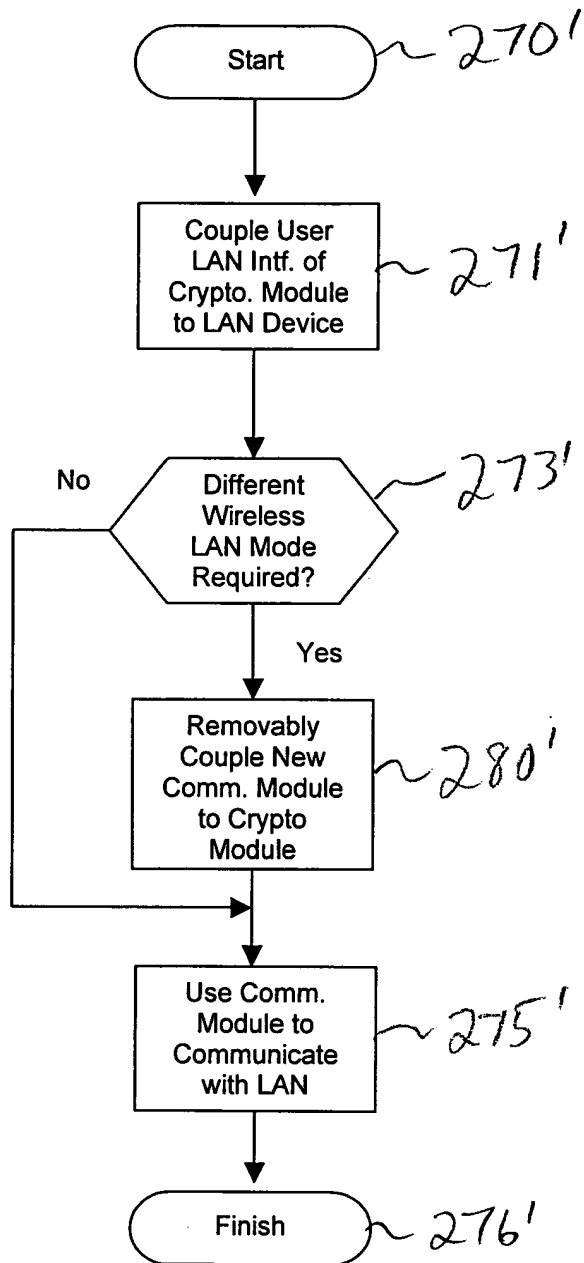 Start
270'
Couple User
LAN Intf. of
Crypto. Module
to LAN Device
271'
No
Different
Wireless
LAN Mode
Required?
273'
Yes
Removably
Couple New
Comm. Module
to Crypto
Module
280'
Use Comm.
Module to
Communicate
with LAN
275'
Finish
276'